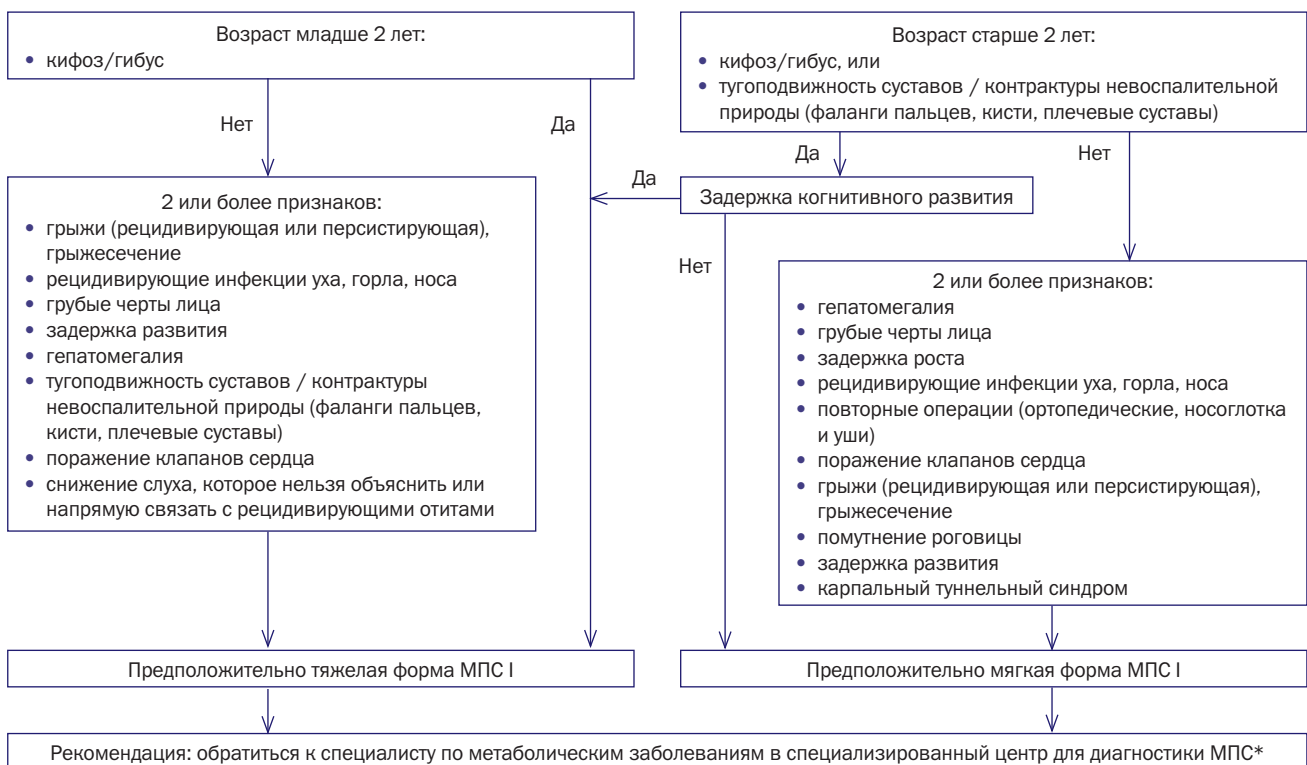 Возраст младше 2 лет:
• кифоз/гибус
Возраст старше 2 лет:
• кифоз/гибус, или
• тугоподвижность суставов / контрактуры невоспалительной
природы (фаланги пальцев, кисти, плечевые суставы)
Нет
Да
Да
Нет
Да
Задержка когнитивного развития
Нет
2 или более признаков:
• грыжи (рецидивирующая или персистирующая),
грыжесечение
• рецидивирующие инфекции уха, горла, носа
• грубые черты лица
• задержка развития
• гепатомегалия
• тугоподвижность суставов / контрактуры
невоспалительной природы (фаланги пальцев,
кисти, плечевые суставы)
• поражение клапанов сердца
• снижение слуха, которое нельзя объяснить или
напрямую связать с рецидивирующими отитами
2 или более признаков:
• гепатомегалия
• грубые черты лица
• задержка роста
• рецидивирующие инфекции уха, горла, носа
• повторные операции (ортопедические, носоглотка
и уши)
• поражение клапанов сердца
• грыжи (рецидивирующая или персистирующая),
грыжесечение
• помутнение роговицы
• задержка развития
• карпальный туннельный синдром
Предположительно тяжелая форма МПС I
Предположительно мягкая форма МПС I
Рекомендация: обратиться к специалисту по метаболическим заболеваниям в специализированный центр для диагностики МПС*